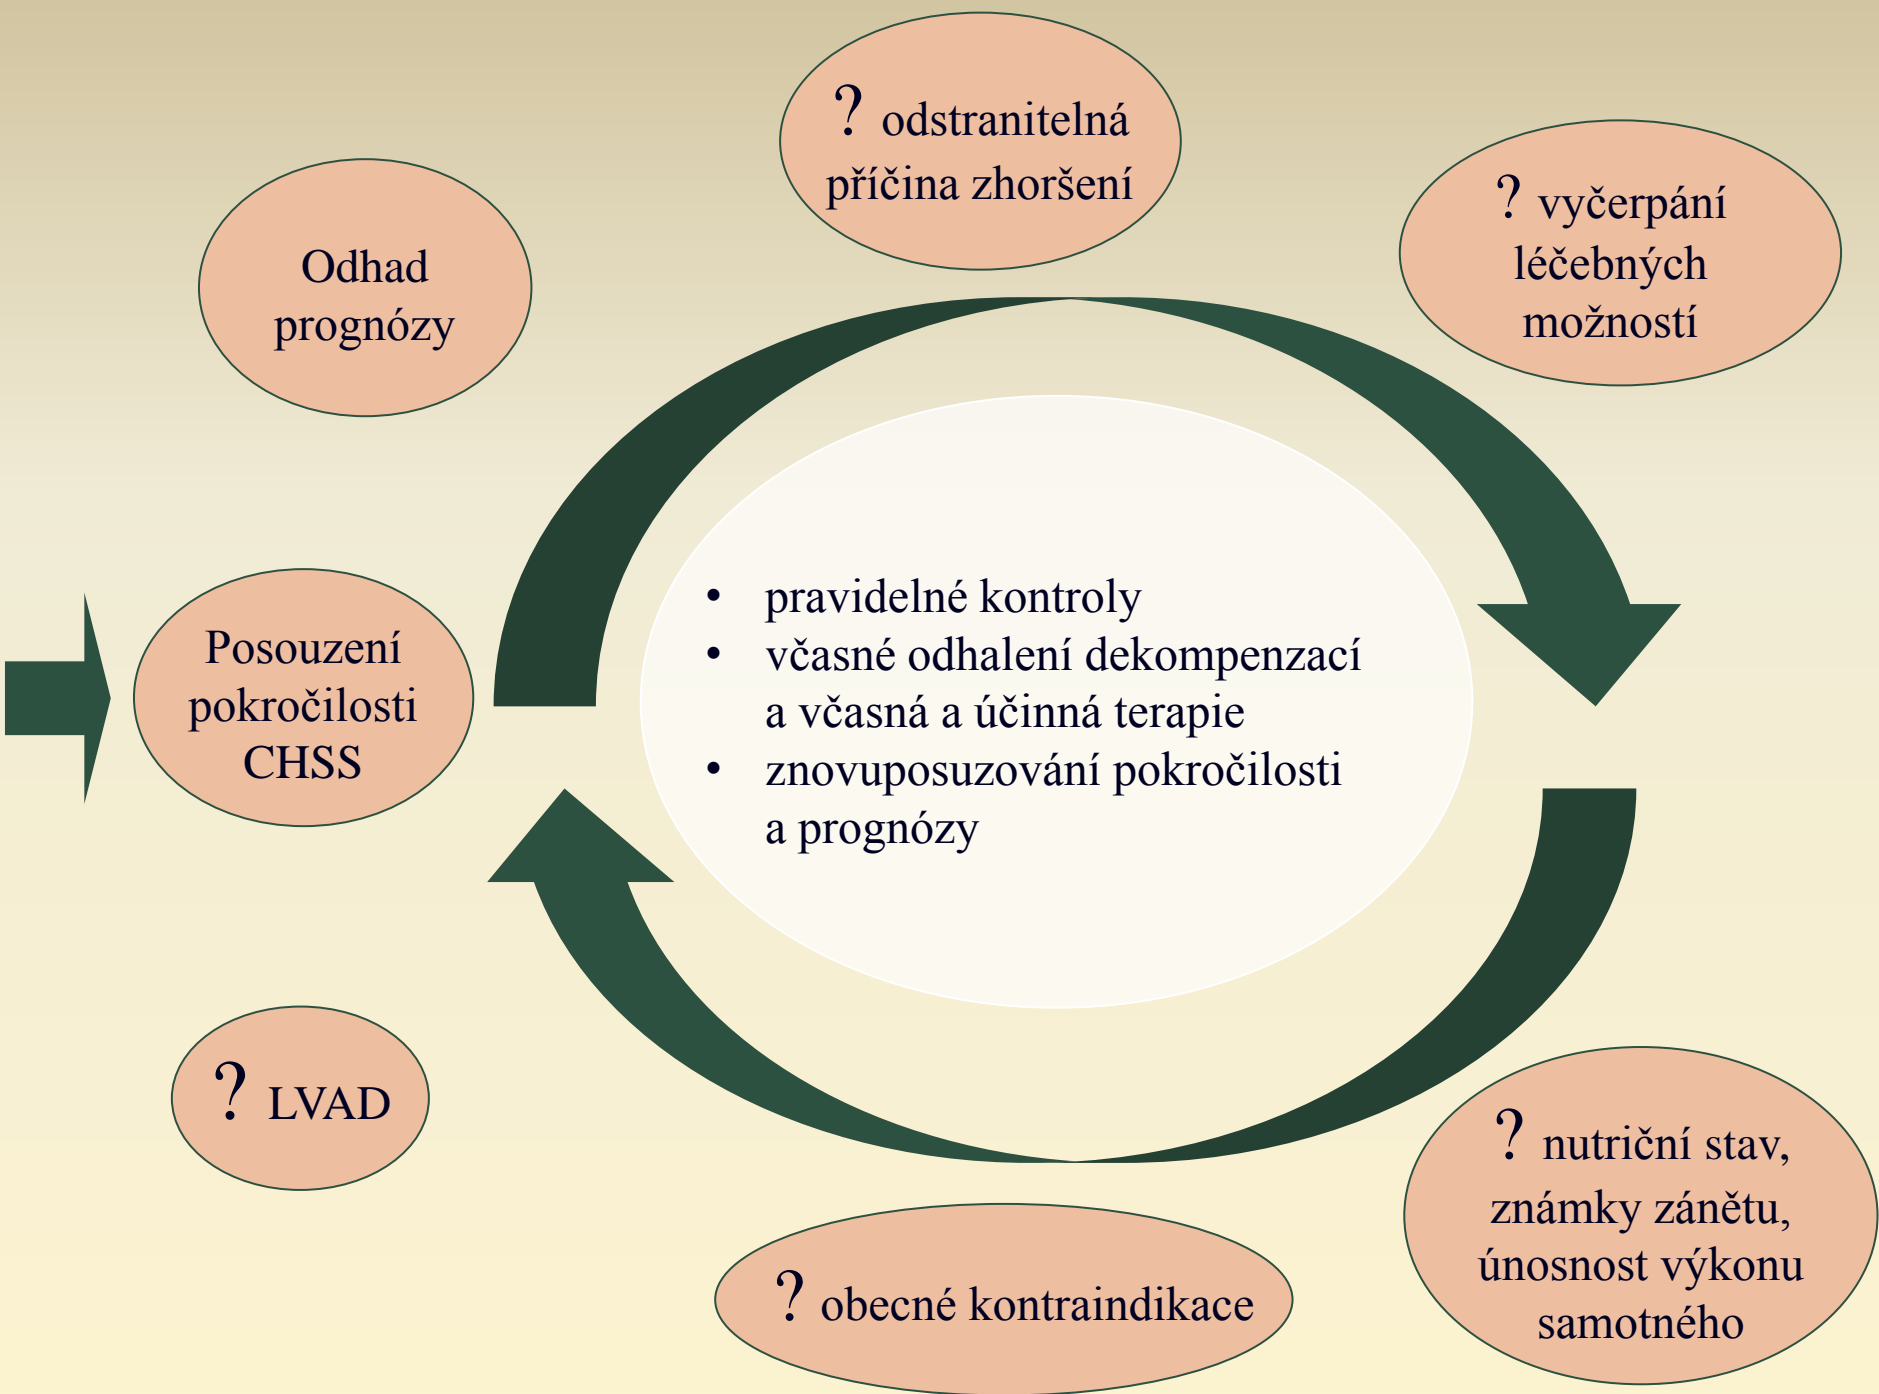 ? odstranitelná
příčina zhoršení
? vyčerpání
léčebných
možností
Odhad
prognózy
Posouzení
pokročilosti
CHSS
• pravidelné kontroly
• včasné odhalení dekompenzací
a včasná a účinná terapie
• znovuposuzování pokročilosti
a prognózy
? LVAD
? nutriční stav,
známky zánětu,
únosnost výkonu
samotného
? obecné kontraindikace